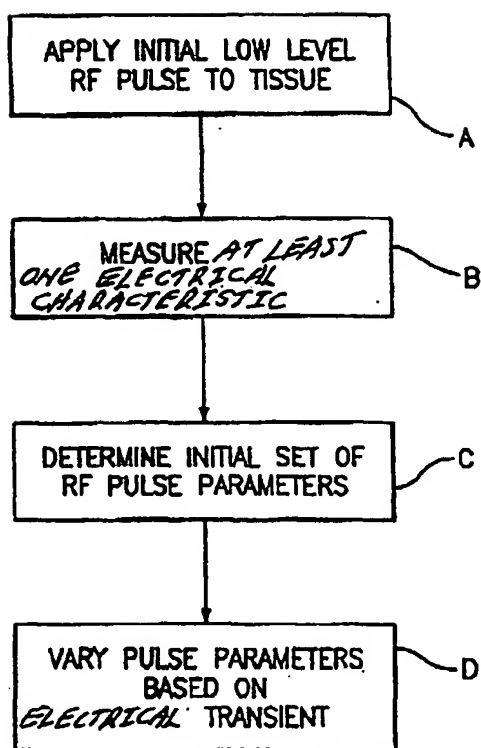 APPLY INITIAL LOW LEVEL
RF PULSE TO TISSUE
A
MEASURE AT LEAST
ONE ELECTRICAL
CHARACTERISTIC
B
DETERMINE INITIAL SET OF
RF PULSE PARAMETERS
C
VARY PULSE PARAMETERS
BASED ON
ELECTRICAL TRANSIENT
D